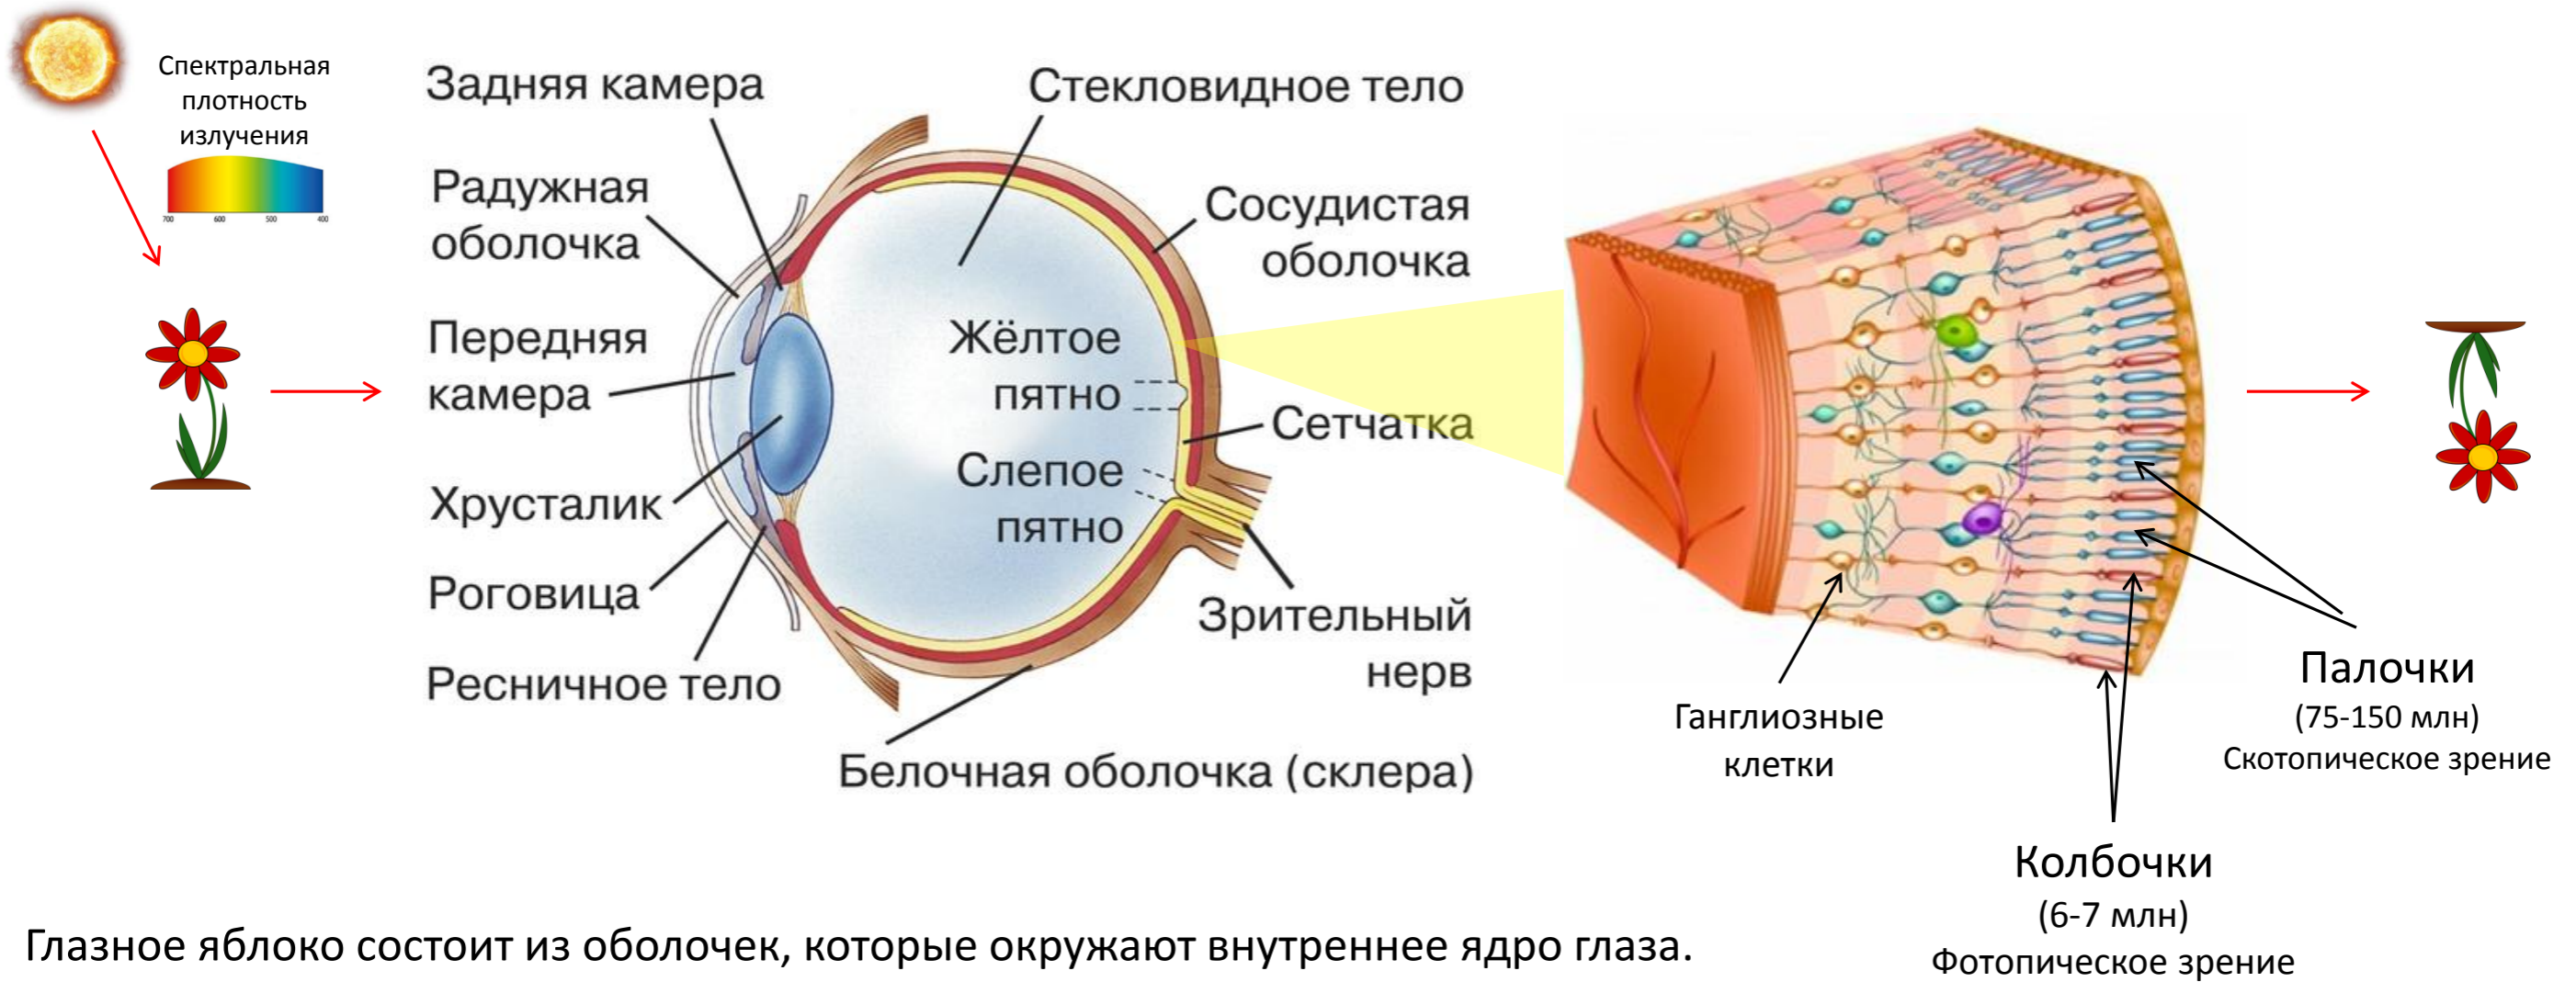 Спектральная
плотность
излучения
700 600 500 400
Задняя камера
Радужная
оболочка
Передняя
камера
Хрусталик
Роговица
Ресничное тело
Стекловидное тело
Сосудистая
оболочка
Жёлтое
пятно
Сетчатка
Слепое
пятно
Зрительный
нерв
Белочная оболочка (склера)
Ганглиозные
клетки
Палочки
(75-150 млн)
Скотопическое зрение
Колбочки
(6-7 млн)
Фотопическое зрение
Глазное яблоко состоит из оболочек, которые окружают внутреннее ядро глаза.